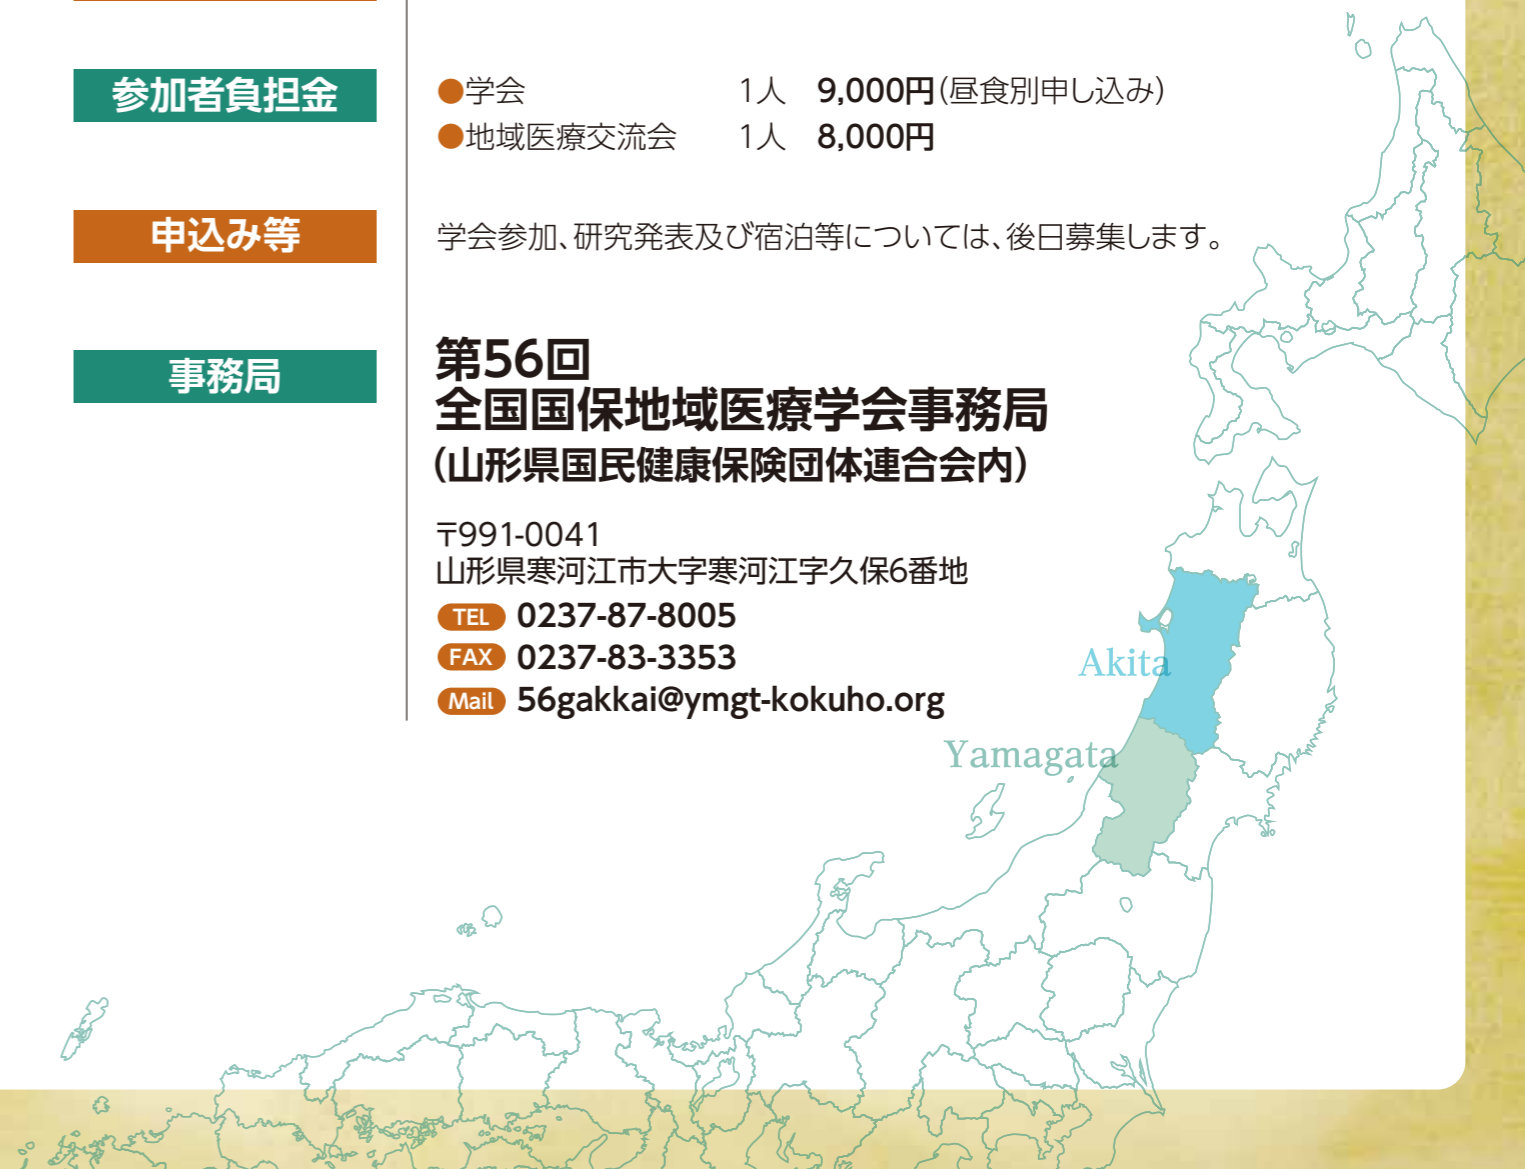 参加者負担金
●学会 1人 9,000円(昼食別申し込み)
●地域医療交流会 1人 8,000円
申込み等
学会参加、研究発表及び宿泊等については、後日募集します。
事務局
第56回
全国国保地域医療学会事務局
(山形県国民健康保険団体連合会内)
〒991-0041
山形県寒河江市大字寒河江字久保6番地
TEL 0237-87-8005
FAX 0237-83-3353
Mail 56gakkai@ymgt-kokuho.org
Akita
Yamagata